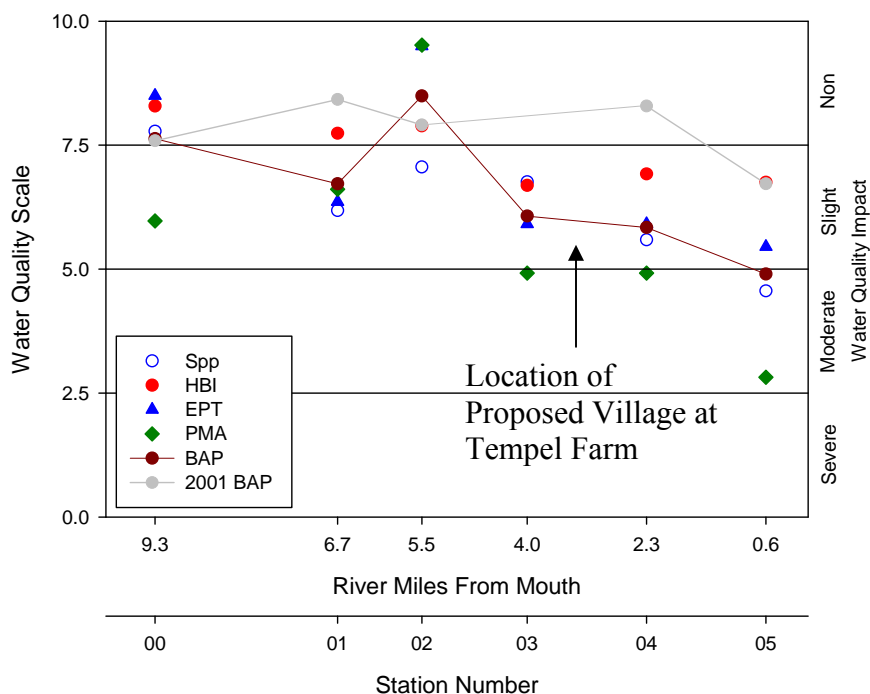 10.0
7.5
5.0
2.5
0.0
Water Quality Scale
Non
Slight
Moderate
Severe
Water Quality Impact
Spp
HBI
EPT
PMA
BAP
2001 BAP
Location of
Proposed Village at
Tempel Farm
9.3 6.7 5.5 4.0 2.3 0.6
River Miles From Mouth
00 01 02 03 04 05
Station Number